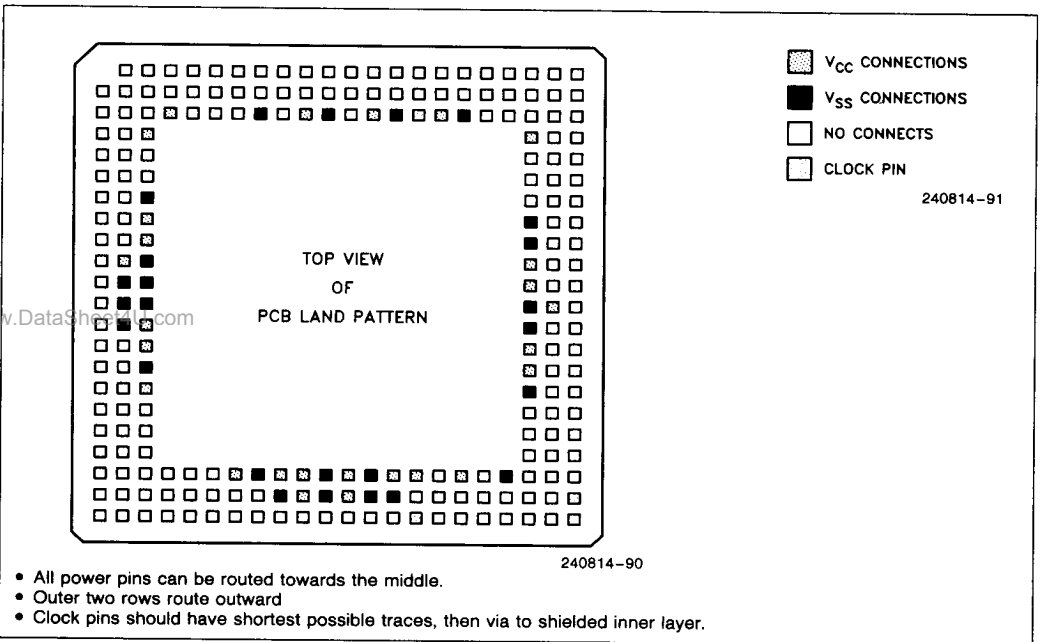 V_CC CONNECTIONS
V_SS CONNECTIONS
NO CONNECTS
CLOCK PIN
240814–91
TOP VIEW
OF
PCB LAND PATTERN
w.DataSheet4U.com
240814–90
• All power pins can be routed towards the middle.
• Outer two rows route outward
• Clock pins should have shortest possible traces, then via to shielded inner layer.